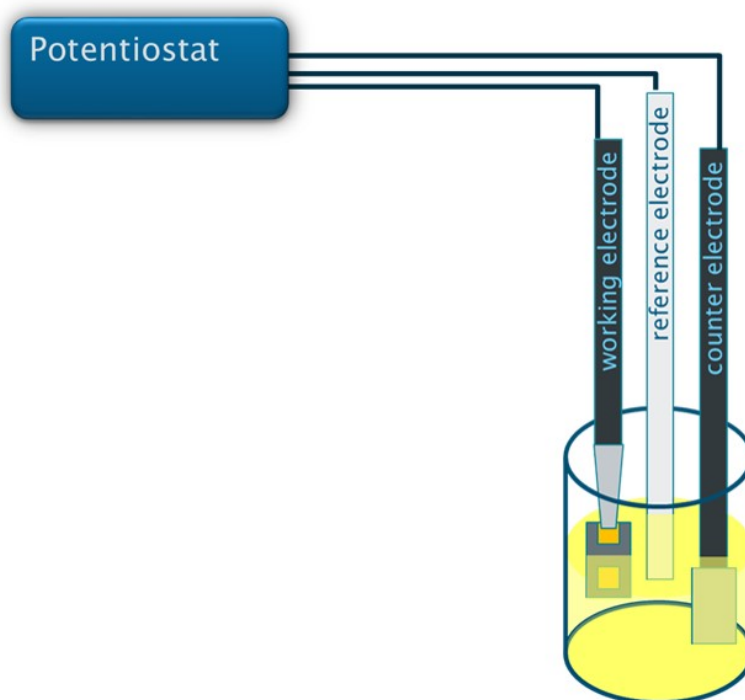 Potentiostat
working electrode
reference electrode
counter electrode